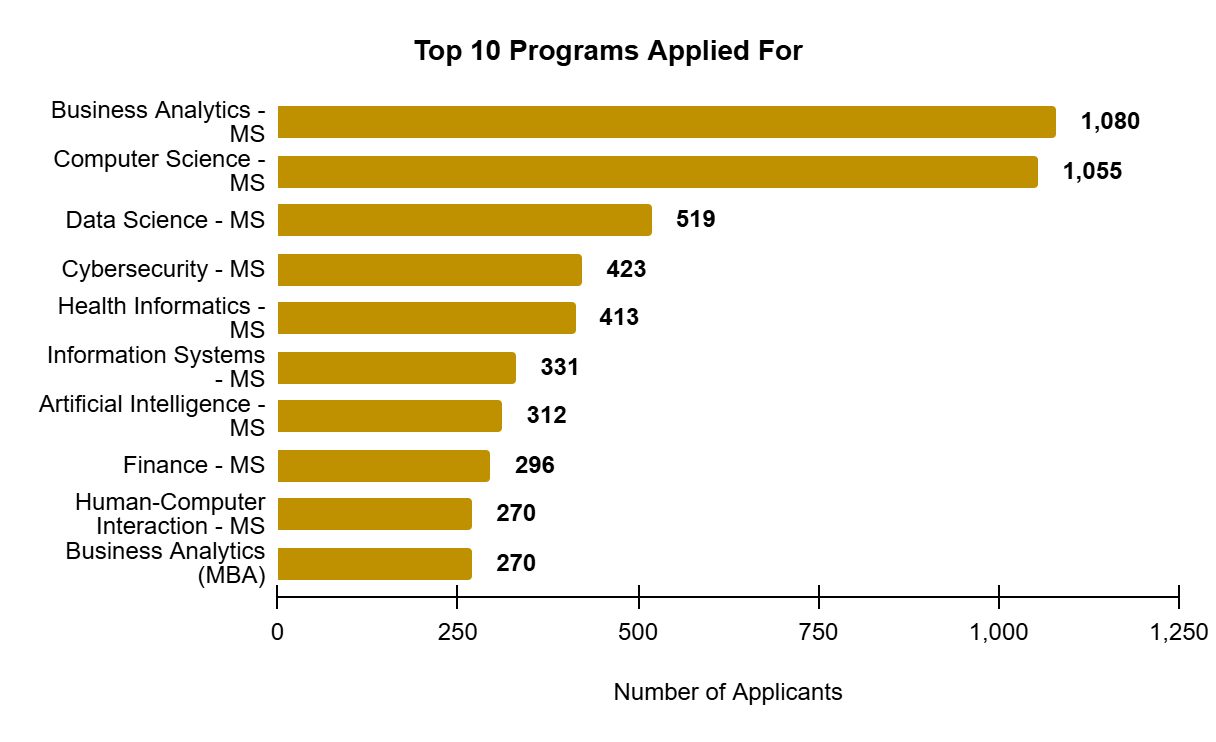 Top 10 Programs Applied For
Business Analytics -
MS
1,080
Computer Science -
MS
1,055
Data Science - MS
519
Cybersecurity - MS
423
Health Informatics -
MS
413
Information Systems
- MS
331
Artificial Intelligence -
MS
312
Finance - MS
296
Human-Computer
Interaction - MS
270
Business Analytics
(MBA)
270
0
250
500
750
1,000
1,250
Number of Applicants